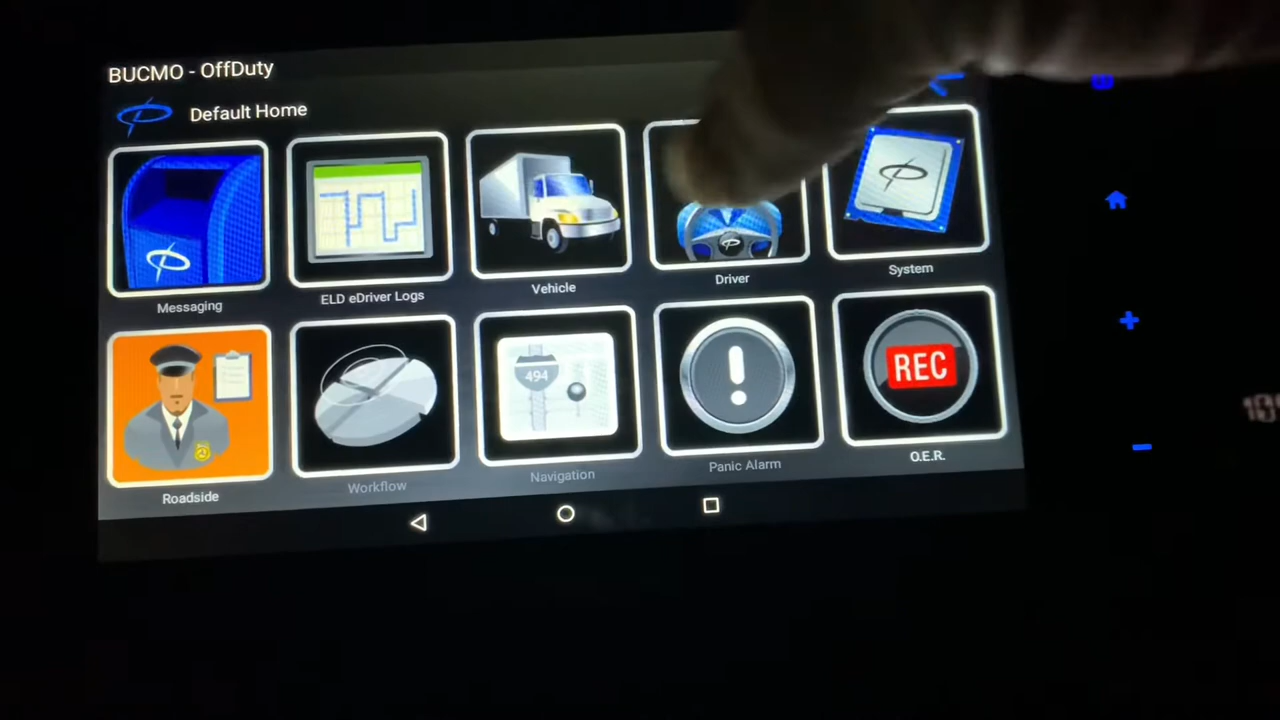 BUCMO - OffDuty
Default Home
Messaging
ELD eDriver Logs
Vehicle
Driver
System
494
REC
Roadside
Workflow
Navigation
Panic Alarm
O.E.R.